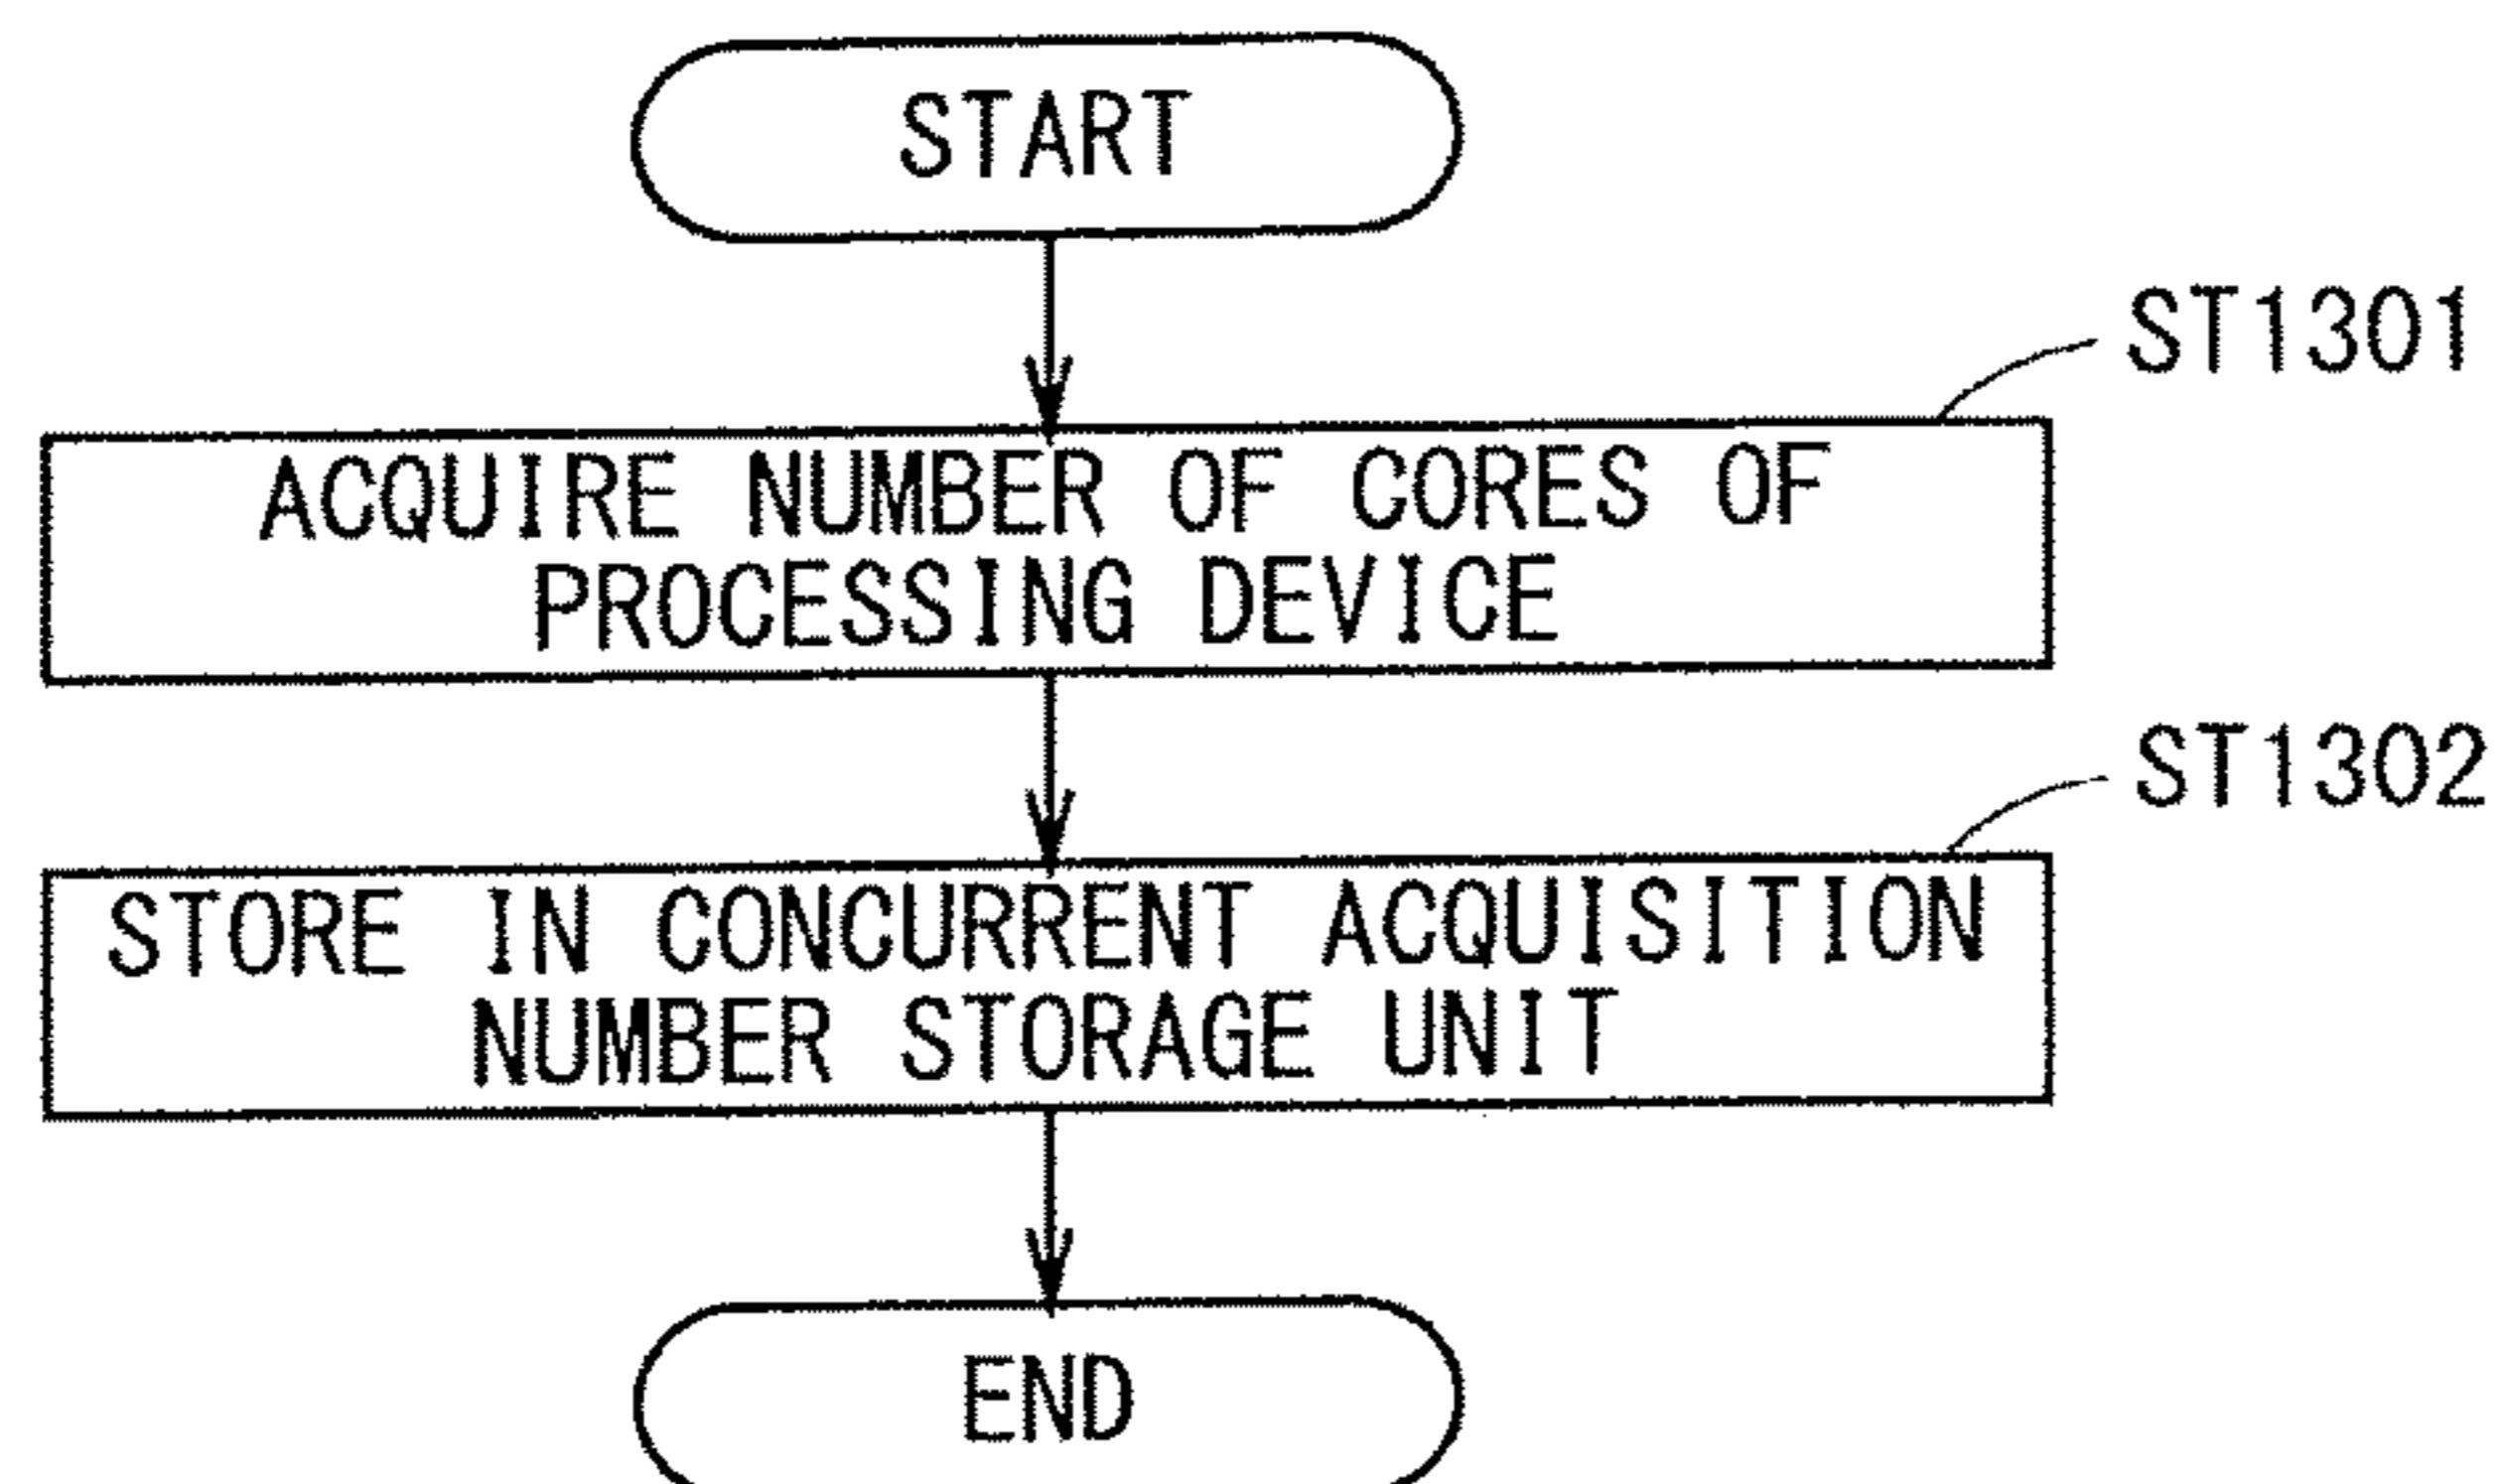 START
ST1301
ACQUIRE NUMBER OF CORES OF
PROCESSING DEVICE
ST1302
STORE IN CONCURRENT ACQUISITION
NUMBER STORAGE UNIT
END